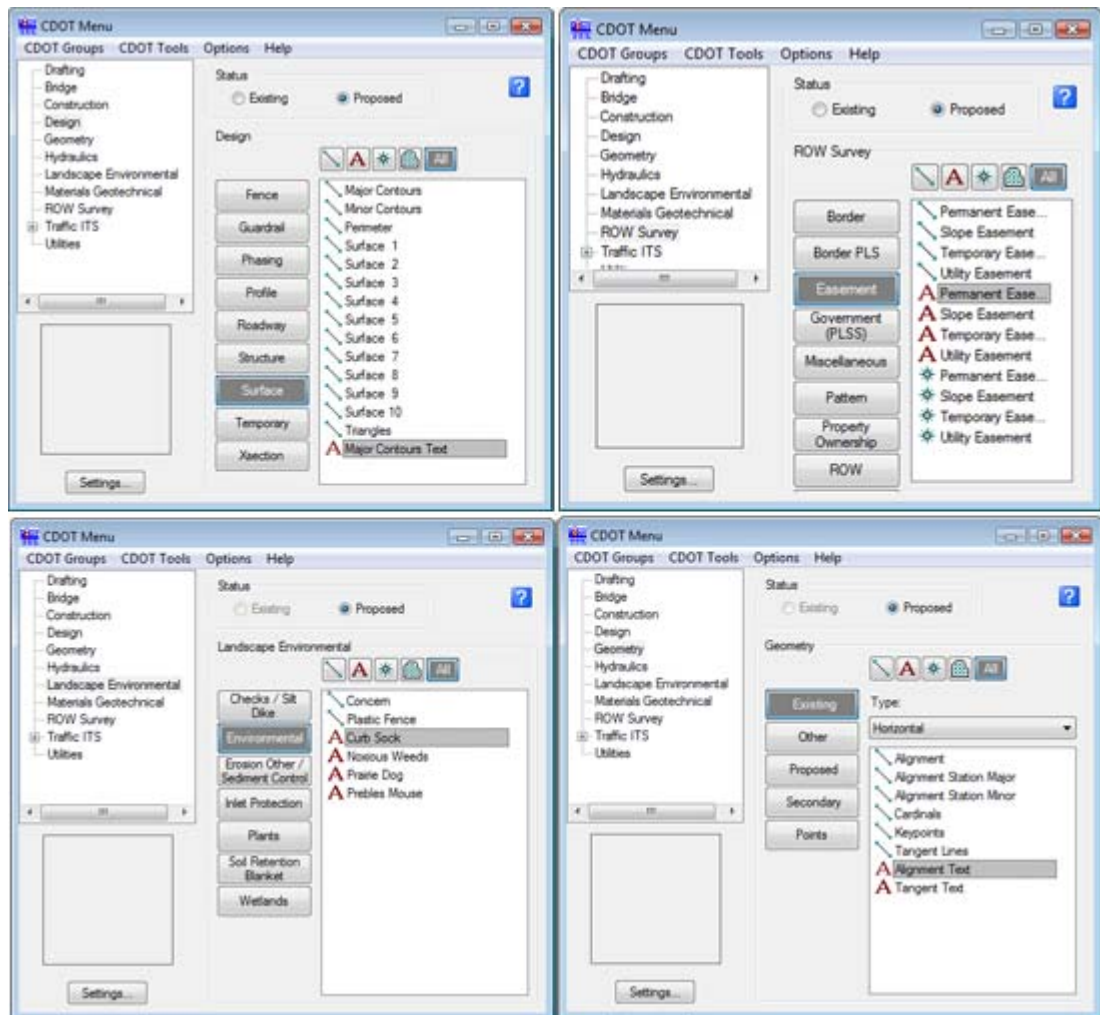 CDOT Menu
CDOT Groups CDOT Tools Options Help
Drafting
Bridge
Construction
Design
Geometry
Hydraulics
Landscape Environmental
Materials Geotechnical
ROW Survey
Traffic ITS
Utilities
Status
Existing Proposed
?
Design
A All
Fence
Guardrail
Phasing
Profile
Roadway
Structure
Surface
Temporary
Xsection
Major Contours
Minor Contours
Perimeter
Surface 1
Surface 2
Surface 3
Surface 4
Surface 5
Surface 6
Surface 7
Surface 8
Surface 9
Surface 10
Triangles
A Major Contours Text
Settings...
CDOT Menu
CDOT Groups CDOT Tools Options Help
Drafting
Bridge
Construction
Design
Geometry
Hydraulics
Landscape Environmental
Materials Geotechnical
ROW Survey
Traffic ITS
Status
Existing Proposed
?
ROW Survey
A All
Border
Border PLS
Easement
Government
(PLSS)
Miscellaneous
Pattern
Property
Ownership
ROW
Permanent Ease...
Slope Easement
Temporary Ease...
Utility Easement
A Permanent Ease...
A Slope Easement
A Temporary Ease...
A Utility Easement
Permanent Ease...
Slope Easement
Temporary Ease...
Utility Easement
Settings...
CDOT Menu
CDOT Groups CDOT Tools Options Help
Drafting
Bridge
Construction
Design
Geometry
Hydraulics
Landscape Environmental
Materials Geotechnical
ROW Survey
Traffic ITS
Utilities
Status
Existing Proposed
?
Landscape Environmental
A All
Checks / Silt
Dike
Environmental
Erosion Other /
Sediment Control
Inlet Protection
Plants
Soil Retention
Blanket
Wetlands
Concern
Plastic Fence
A Curb Sock
A Noxious Weeds
A Prairie Dog
A Prebles Mouse
Settings...
CDOT Menu
CDOT Groups CDOT Tools Options Help
Drafting
Bridge
Construction
Design
Geometry
Hydraulics
Landscape Environmental
Materials Geotechnical
ROW Survey
Traffic ITS
Utilities
Status
Existing Proposed
?
Geometry
A All
Existing
Other
Proposed
Secondary
Points
Type:
Horizontal
Alignment
Alignment Station Major
Alignment Station Minor
Cardinals
Keypoints
Tangent Lines
A Alignment Text
A Tangent Text
Settings...